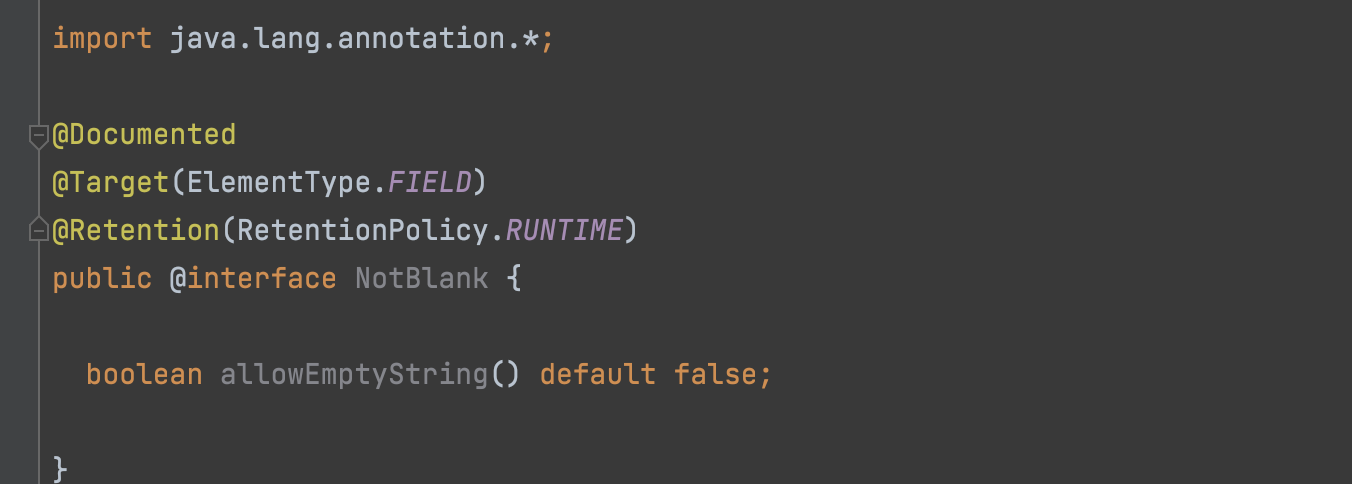 import java.lang.annotation.*;
@Documented
@Target(ElementType.FIELD)
@Retention(RetentionPolicy.RUNTIME)
public @interface NotBlank {
boolean allowEmptyString() default false;
}